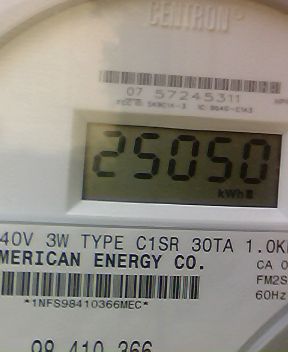 CENTRON
07 57245311
25050
kWh
40V 3W TYPE C1SR 30TA 1.0K
MERICAN ENERGY CO.
CA 0
FM2S
60Hz
*1NFS98410366MEC*
98 410 366